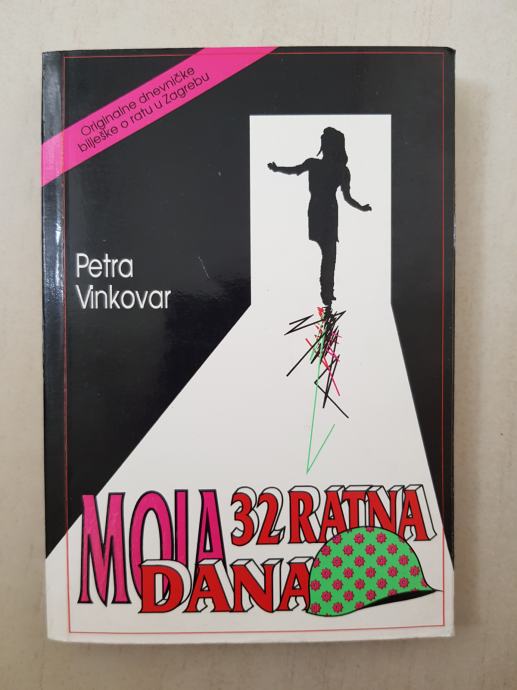 Originalne dnevničke
bilješke o ratu u Zagrebu
Petra
Vinkovar
MOJA 32 RATNA
DANA